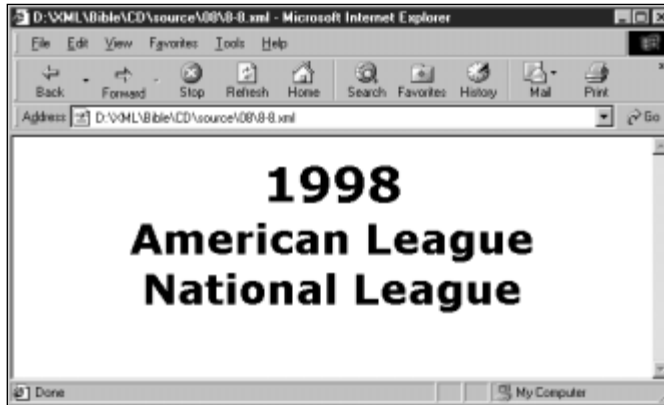 D:\XML\Bible\CD\source\08\8-8.xml - Microsoft Internet Explorer
File Edit View Favorites Tools Help
Back Forward Stop Refresh Home Search Favorites History Mail Print
Address D:\XML\Bible\CD\source\08\8-8.xml Go
1998
American League
National League
Done My Computer